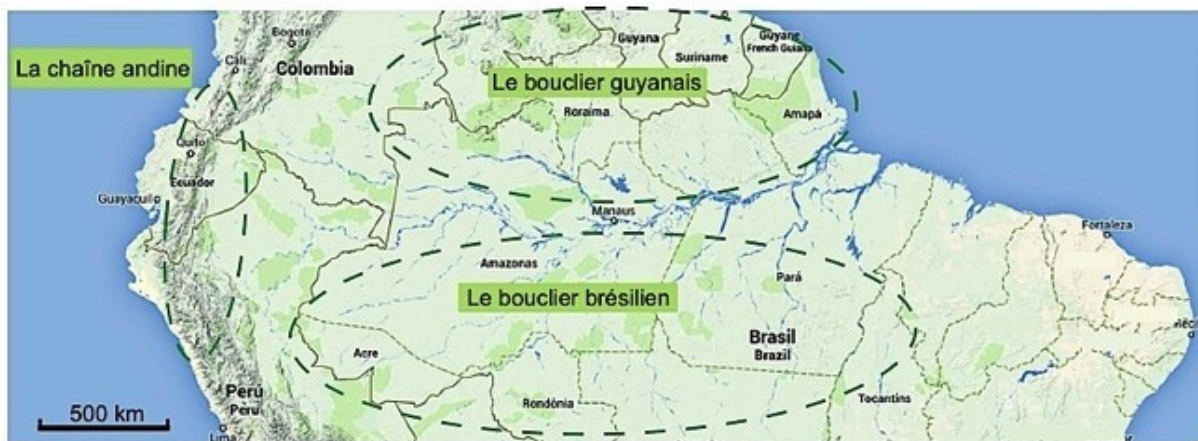 La chaîne andine
Bogotá
Cali
Colombia
Guyana
Suriname
Guyane
French Guiana
Le bouclier guyanais
Roraima
Amapá
Quito
Ecuador
Guayaquil
Manaus
Fortaleza
Amazonas
Pará
Le bouclier brésilien
Brasil
Brazil
Acre
Perú
Peru
Rondônia
Tocantins
500 km
Lima